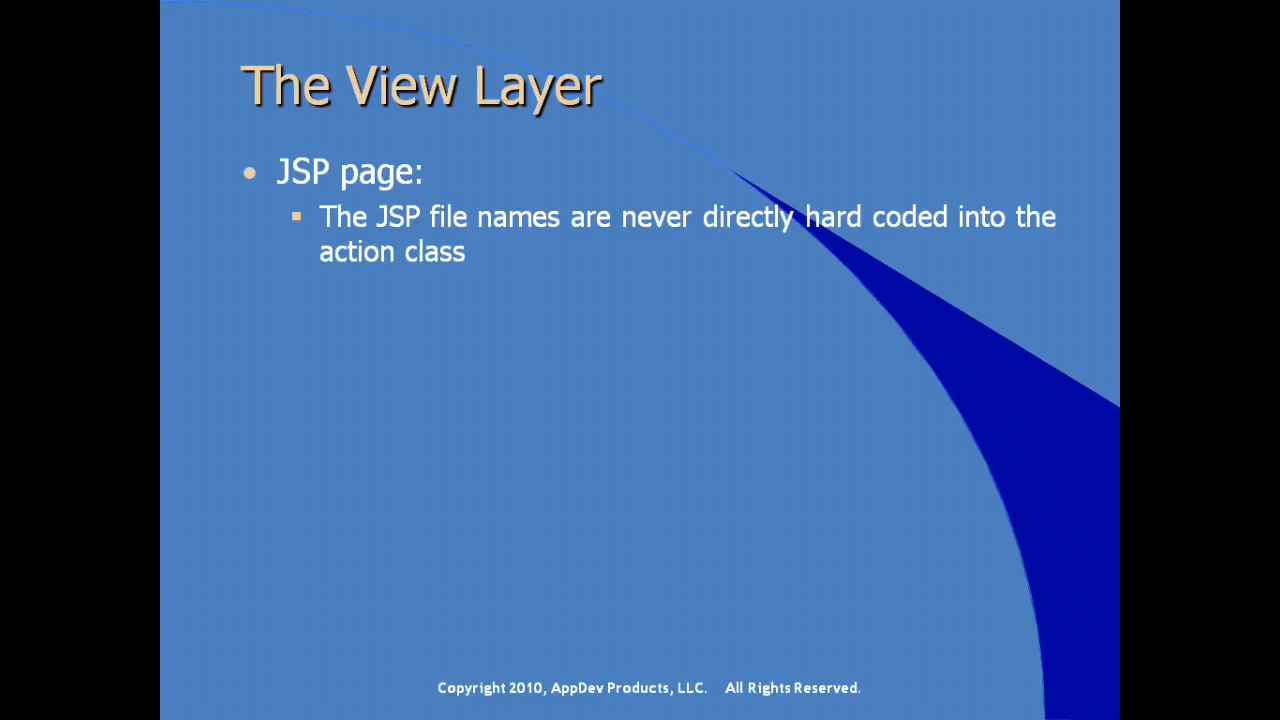 The View Layer
• JSP page:
▪ The JSP file names are never directly hard coded into the
action class
Copyright 2010, AppDev Products, LLC. All Rights Reserved.